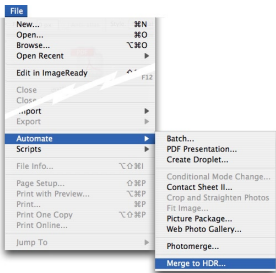 File
New... ⌘N
Open... ⌘O
Browse... ⌥⌘O
Open Recent ▶
Edit in ImageReady
F12
Close
Import ▶
Export ▶
Automate ▶
Scripts ▶
File Info... ⌥⇧⌘I
Page Setup... ⇧⌘P
Print with Preview... ⌥⌘P
Print... ⌘P
Print One Copy ⌥⇧⌘P
Print Online...
Jump To ▶
Batch...
PDF Presentation...
Create Droplet...
Conditional Mode Change...
Contact Sheet II...
Crop and Straighten Photos
Fit Image...
Picture Package...
Web Photo Gallery...
Photomerge...
Merge to HDR...